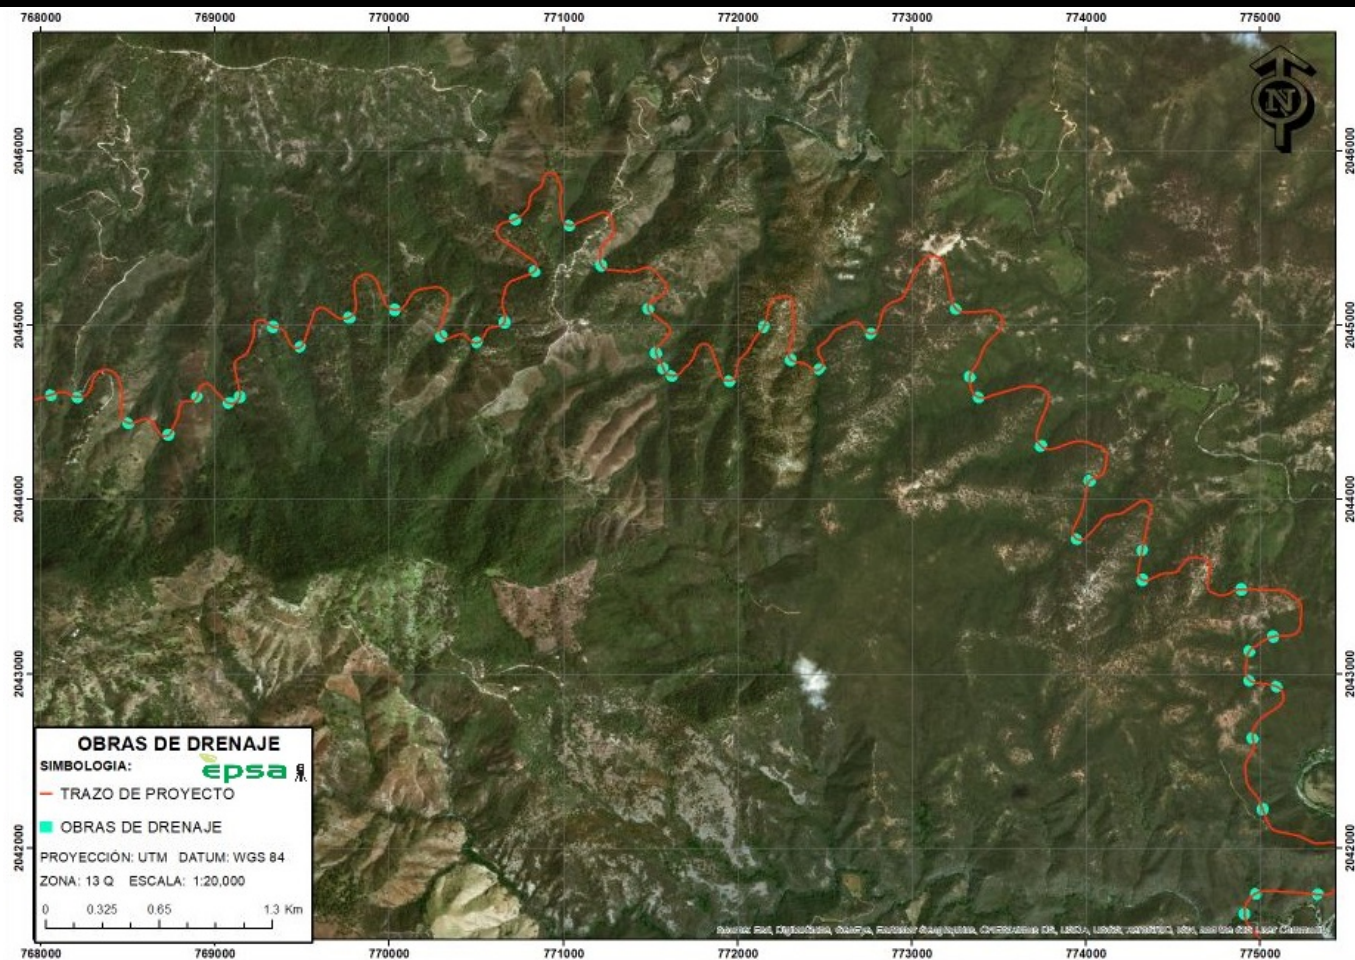 768000 769000 770000 771000 772000 773000 774000 775000
N
2046000 2046000
2045000 2045000
2044000 2044000
2043000 2043000
2042000 2042000
OBRAS DE DRENAJE
SIMBOLOGIA:
epsa
TRAZO DE PROYECTO
OBRAS DE DRENAJE
PROYECCIÓN: UTM DATUM: WGS 84
ZONA: 13 Q ESCALA: 1:20,000
0 0.325 0.65 1.3 Km
768000 769000 770000 771000 772000 773000 774000 775000